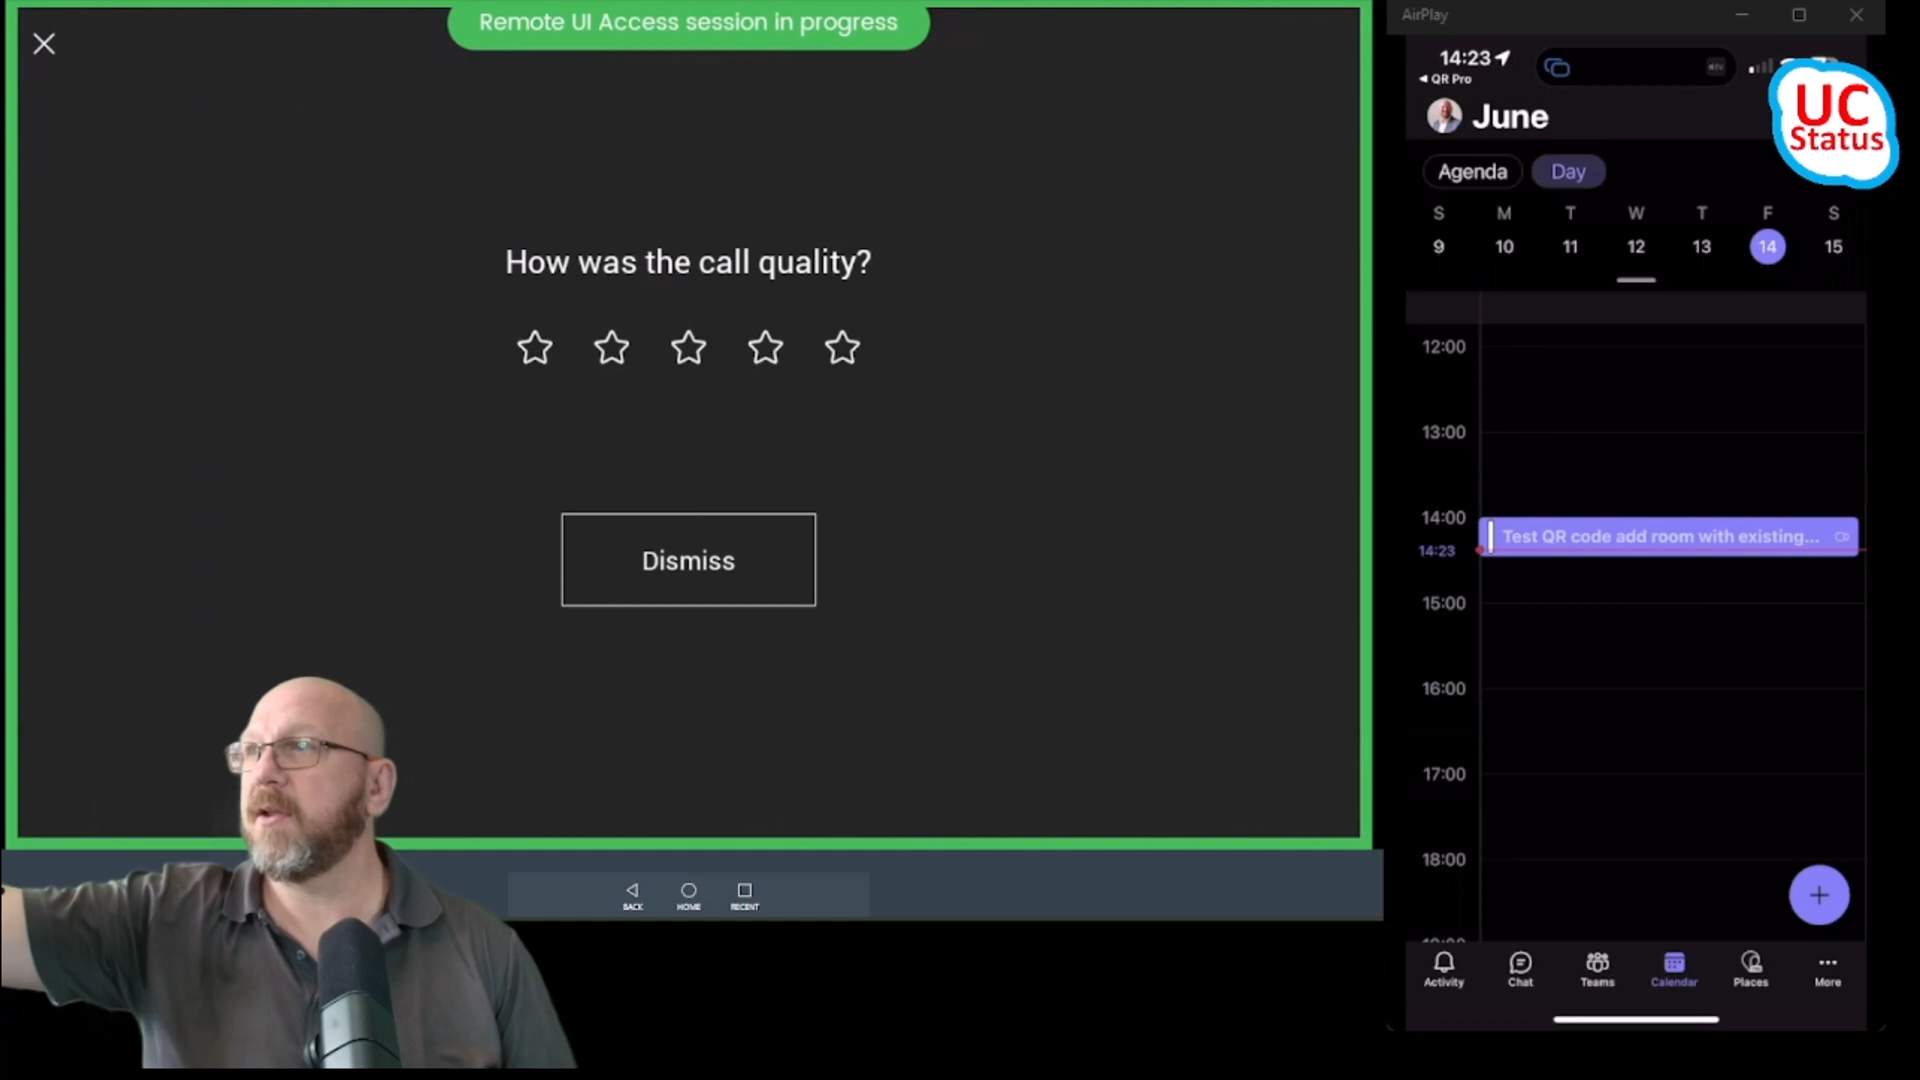 Remote UI Access session in progress
How was the call quality?
Dismiss
BACK HOME RECENT
AirPlay
14:23
QR Pro
June
UC
Status
Agenda Day
S M T W T F S
9 10 11 12 13 14 15
12:00
13:00
14:00
Test QR code add room with existing...
14:23
15:00
16:00
17:00
18:00
Activity Chat Teams Calendar Places More